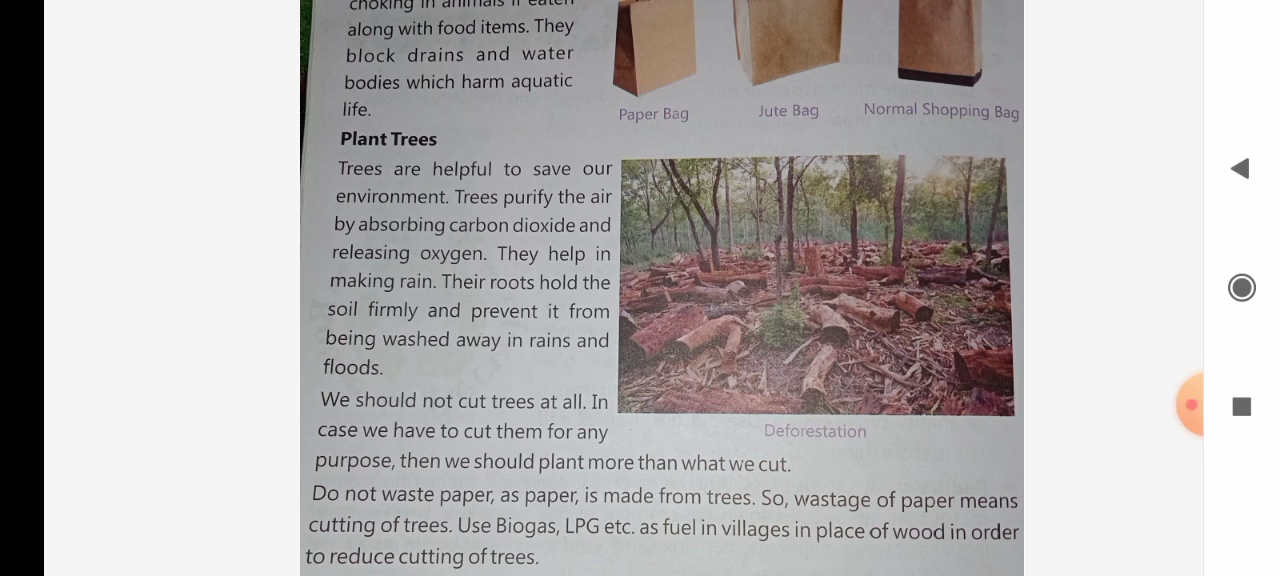 choking in animals if eaten
along with food items. They
block drains and water
bodies which harm aquatic
life.
Paper Bag
Jute Bag
Normal Shopping Bag
Plant Trees
Trees are helpful to save our
environment. Trees purify the air
by absorbing carbon dioxide and
releasing oxygen. They help in
making rain. Their roots hold the
soil firmly and prevent it from
being washed away in rains and
floods.
We should not cut trees at all. In
case we have to cut them for any
purpose, then we should plant more than what we cut.
Deforestation
Do not waste paper, as paper, is made from trees. So, wastage of paper means
cutting of trees. Use Biogas, LPG etc. as fuel in villages in place of wood in order
to reduce cutting of trees.